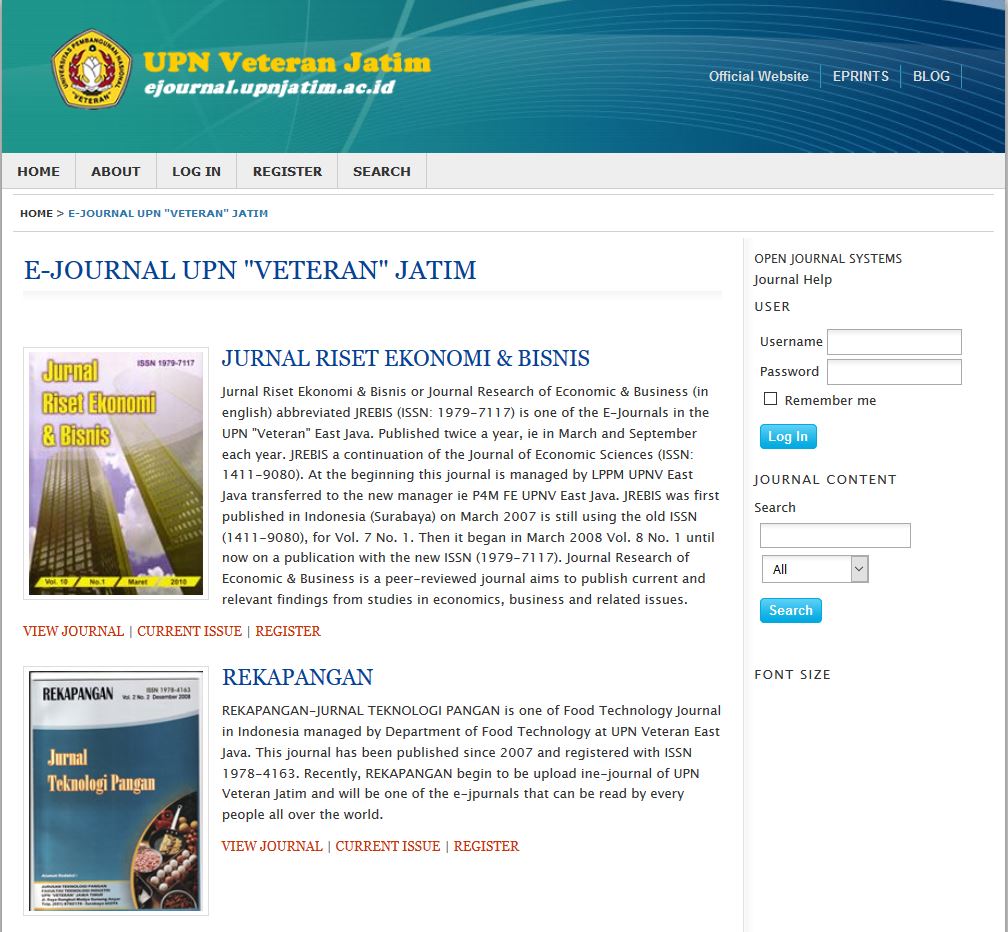 UNIVERSITAS PEMBANGUNAN NASIONAL
"VETERAN"
UPN Veteran Jatim
ejournal.upnjatim.ac.id
Official Website
EPRINTS
BLOG
HOME
ABOUT
LOG IN
REGISTER
SEARCH
HOME > E-JOURNAL UPN "VETERAN" JATIM
E-JOURNAL UPN "VETERAN" JATIM
Jurnal
ISSN 1979-7117
Riset Ekonomi
& Bisnis
Vol. 10 No.1 Maret 2010
JURNAL RISET EKONOMI & BISNIS
Jurnal Riset Ekonomi & Bisnis or Journal Research of Economic & Business (in
english) abbreviated JREBIS (ISSN: 1979-7117) is one of the E-Journals in the
UPN "Veteran" East Java. Published twice a year, ie in March and September
each year. JREBIS a continuation of the Journal of Economic Sciences (ISSN:
1411-9080). At the beginning this journal is managed by LPPM UPNV East
Java transferred to the new manager ie P4M FE UPNV East Java. JREBIS was first
published in Indonesia (Surabaya) on March 2007 is still using the old ISSN
(1411-9080), for Vol. 7 No. 1. Then it began in March 2008 Vol. 8 No. 1 until
now on a publication with the new ISSN (1979-7117). Journal Research of
Economic & Business is a peer-reviewed journal aims to publish current and
relevant findings from studies in economics, business and related issues.
VIEW JOURNAL | CURRENT ISSUE | REGISTER
REKAPANGAN
ISSN 1978-4163
Vol. 2 No. 2 Desember 2008
Jurnal
Teknologi Pangan
JURUSAN TEKNOLOGI PANGAN
FAKULTAS TEKNOLOGI INDUSTRI
UPN "VETERAN" JAWA TIMUR
REKAPANGAN
REKAPANGAN-JURNAL TEKNOLOGI PANGAN is one of Food Technology Journal
in Indonesia managed by Department of Food Technology at UPN Veteran East
Java. This journal has been published since 2007 and registered with ISSN
1978-4163. Recently, REKAPANGAN begin to be upload ine-journal of UPN
Veteran Jatim and will be one of the e-jpurnals that can be read by every
people all over the world.
VIEW JOURNAL | CURRENT ISSUE | REGISTER
OPEN JOURNAL SYSTEMS
Journal Help
USER
Username
Password
Remember me
Log In
JOURNAL CONTENT
Search
All
Search
FONT SIZE